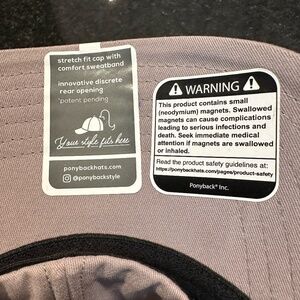 stretch fit cap with
comfort sweatband
innovative discrete
rear opening
*patent pending
Your style fits here
ponybackhats.com
@ponybackstyle
WARNING
This product contains small
(neodymium) magnets. Swallowed
magnets can cause complications
leading to serious infections and
death. Seek immediate medical
attention if magnets are swallowed
or inhaled.
Read the product safety guidelines at:
https://ponybackhats.com/pages/product-safety
Ponyback® Inc.